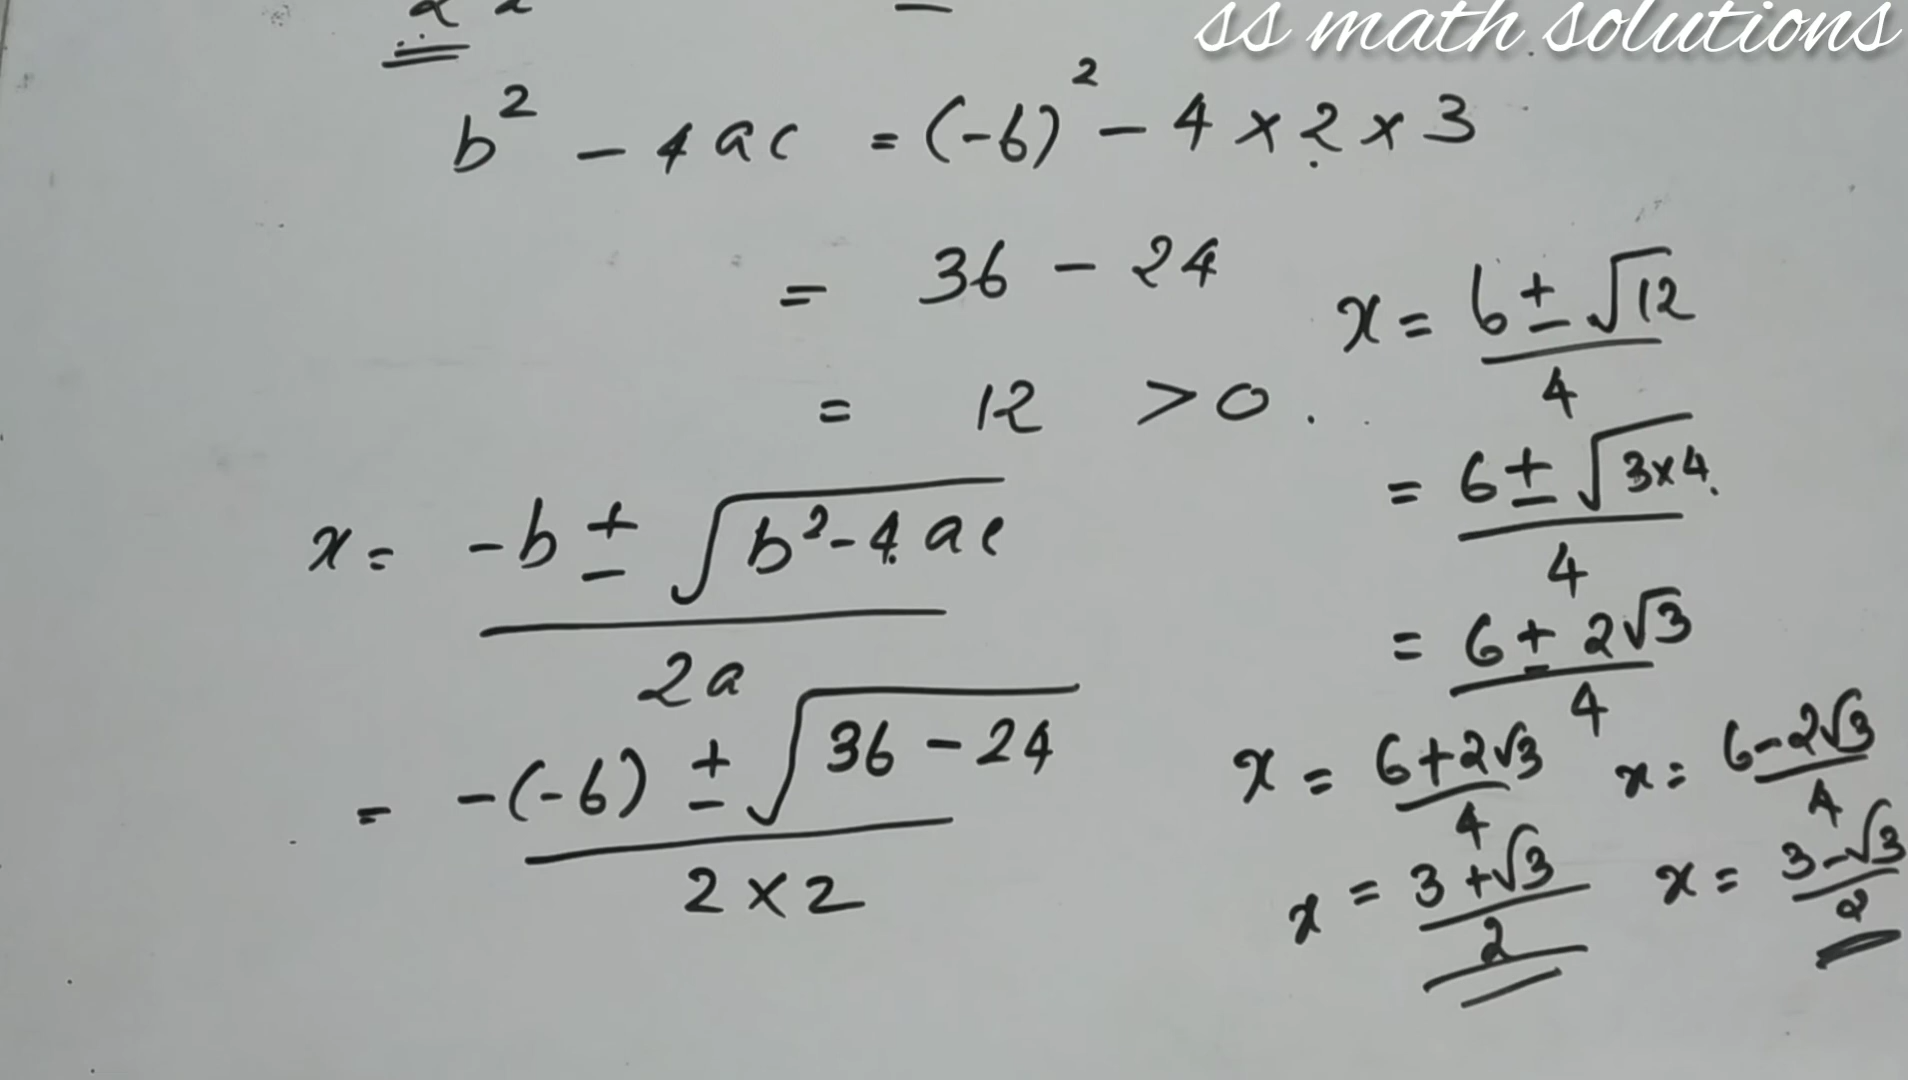 ss math solutions
b² - 4ac = (-6)² - 4 × 2 × 3
= 36 - 24
= 12 > 0.
x = -b ± √(b² - 4ac) / 2a
= -(-6) ± √(36 - 24) / 2 × 2
x = 6 ± √12 / 4
= 6 ± √(3×4) / 4
= 6 ± 2√3 / 4
x = 6+2√3 / 4 x = 6-2√3 / 4
x = 3+√3 / 2 x = 3-√3 / 2